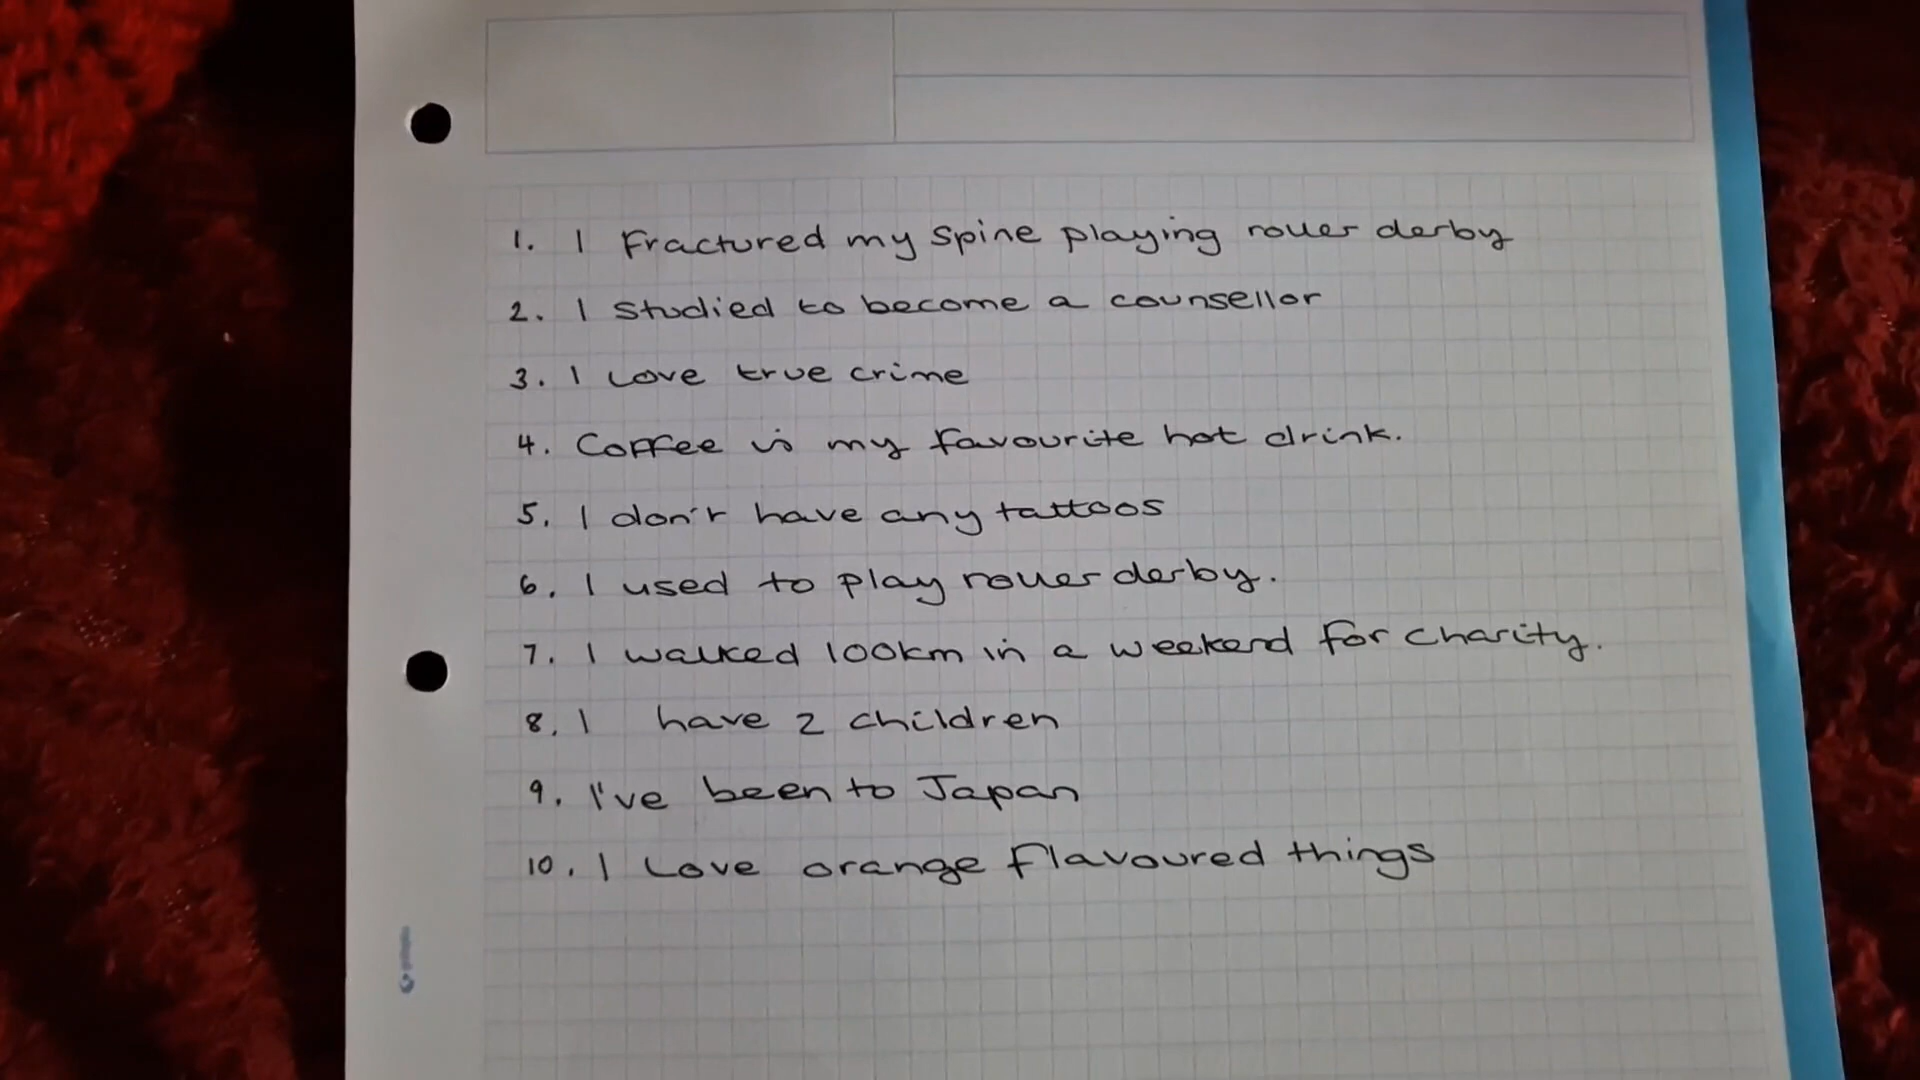 1. I Fractured my spine playing roller derby
2. I studied to become a counsellor
3. I love true crime
4. Coffee is my favourite hot drink.
5. I don't have any tattoos
6. I used to play roller derby.
7. I walked 100km in a weekend for charity.
8. I have 2 children
9. I've been to Japan
10. I love orange flavoured things